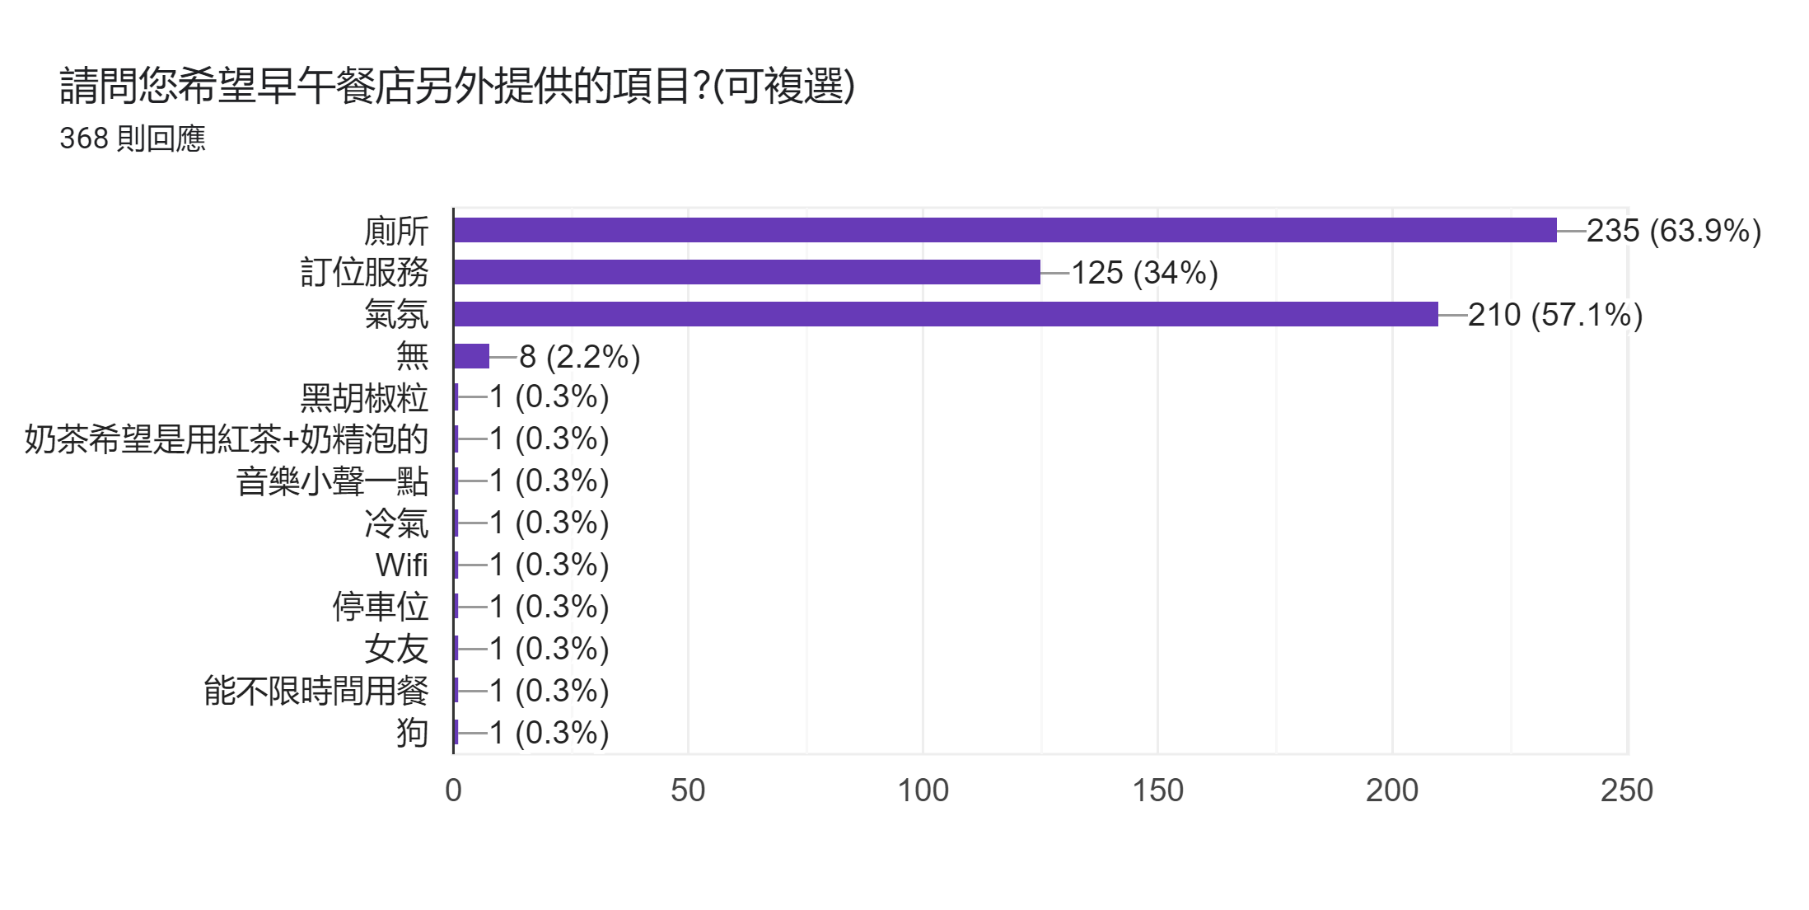 請問您希望早午餐店另外提供的項目?(可複選)
368 則回應
廁所 235 (63.9%)
訂位服務 125 (34%)
氣氛 210 (57.1%)
無 8 (2.2%)
黑胡椒粒 1 (0.3%)
奶茶希望是用紅茶+奶精泡的 1 (0.3%)
音樂小聲一點 1 (0.3%)
冷氣 1 (0.3%)
Wifi 1 (0.3%)
停車位 1 (0.3%)
女友 1 (0.3%)
能不限時間用餐 1 (0.3%)
狗 1 (0.3%)
0 50 100 150 200 250